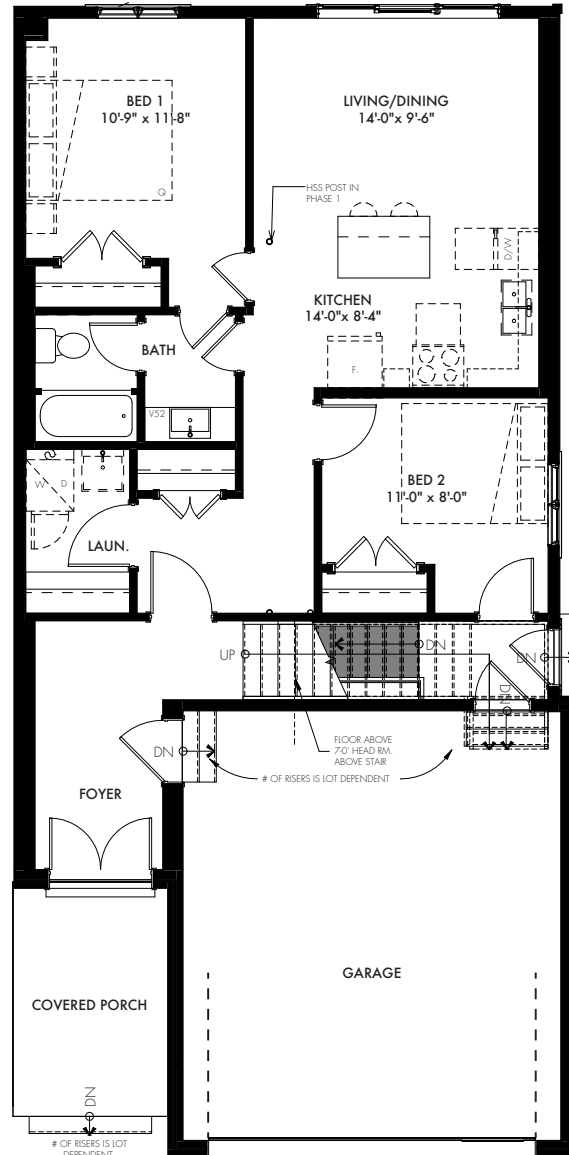 BED 1
10'-9" x 11'-8"
LIVING/DINING
14'-0"x 9'-6"
HSS POST IN
PHASE 1
Q
D/W
KITCHEN
14'-0"x 8'-4"
BATH
F.
V52
BED 2
11'-0" x 8'-0"
W D
LAUN.
UP
DN
DN
DN
DN
FLOOR ABOVE
7-0' HEAD RM.
ABOVE STAIR
# OF RISERS IS LOT DEPENDENT
FOYER
GARAGE
COVERED PORCH
DN
# OF RISERS IS LOT
DEPENDENT